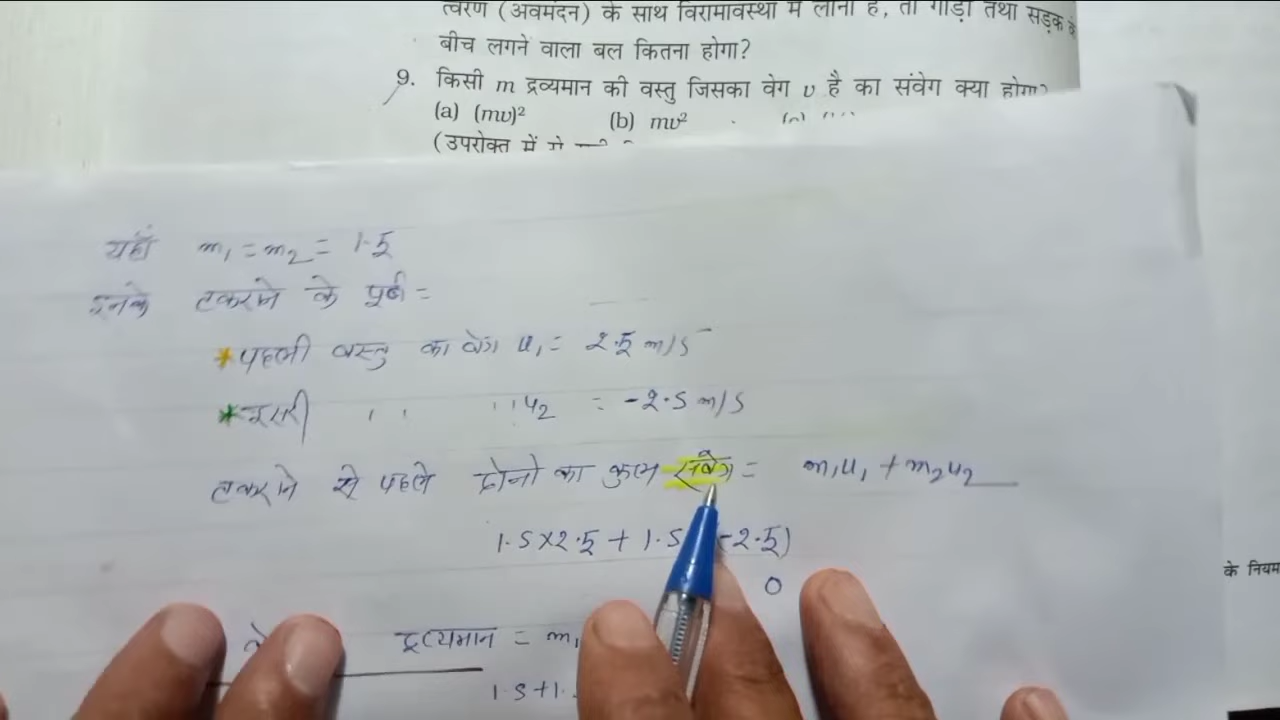 त्वरण (अवमंदन) के साथ विरामावस्था में लाना है, तो गाड़ी तथा सड़क के
बीच लगने वाला बल कितना होगा?
9. किसी m द्रव्यमान की वस्तु जिसका वेग v है का संवेग क्या होगा?
(a) (mv)² (b) mv²
(उपरोक्त में से
यहाँ m₁ = m₂ = 1.5
इनके टकराने के पूर्व =
*पहली वस्तु का वेग u₁ = 2.5 m/s
*दूसरी ,, ,, u₂ = -2.5 m/s
टकराने से पहले दोनो का कुल संवेग = m₁u₁ + m₂u₂
1.5×2.5 + 1.5 (-2.5)
0
के नियम
द्रव्यमान = m₁
1.5+1.